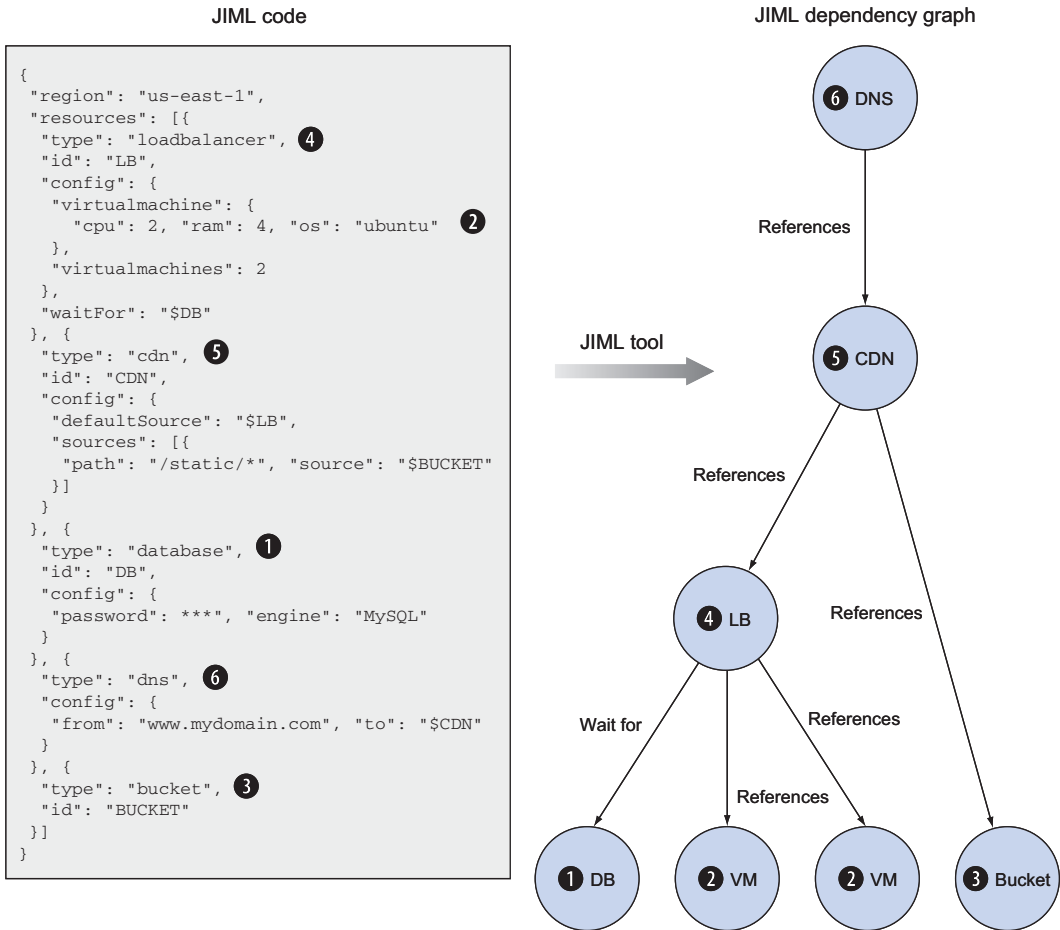 JIML code
{
 "region": "us-east-1",
 "resources": [{
  "type": "loadbalancer", 4
  "id": "LB",
  "config": {
   "virtualmachine": {
     "cpu": 2, "ram": 4, "os": "ubuntu" 2
   },
   "virtualmachines": 2
  },
  "waitFor": "$DB"
 }, {
  "type": "cdn", 5
  "id": "CDN",
  "config": {
   "defaultSource": "$LB",
   "sources": [{
    "path": "/static/*", "source": "$BUCKET"
   }]
  }
 }, {
  "type": "database", 1
  "id": "DB",
  "config": {
   "password": ***, "engine": "MySQL"
  }
 }, {
  "type": "dns", 6
  "config": {
   "from": "www.mydomain.com", "to": "$CDN"
  }
 }, {
  "type": "bucket", 3
  "id": "BUCKET"
 }]
}
JIML tool
JIML dependency graph
6 DNS
References
5 CDN
References
References
4 LB
Wait for
References
References
1 DB
2 VM
2 VM
3 Bucket